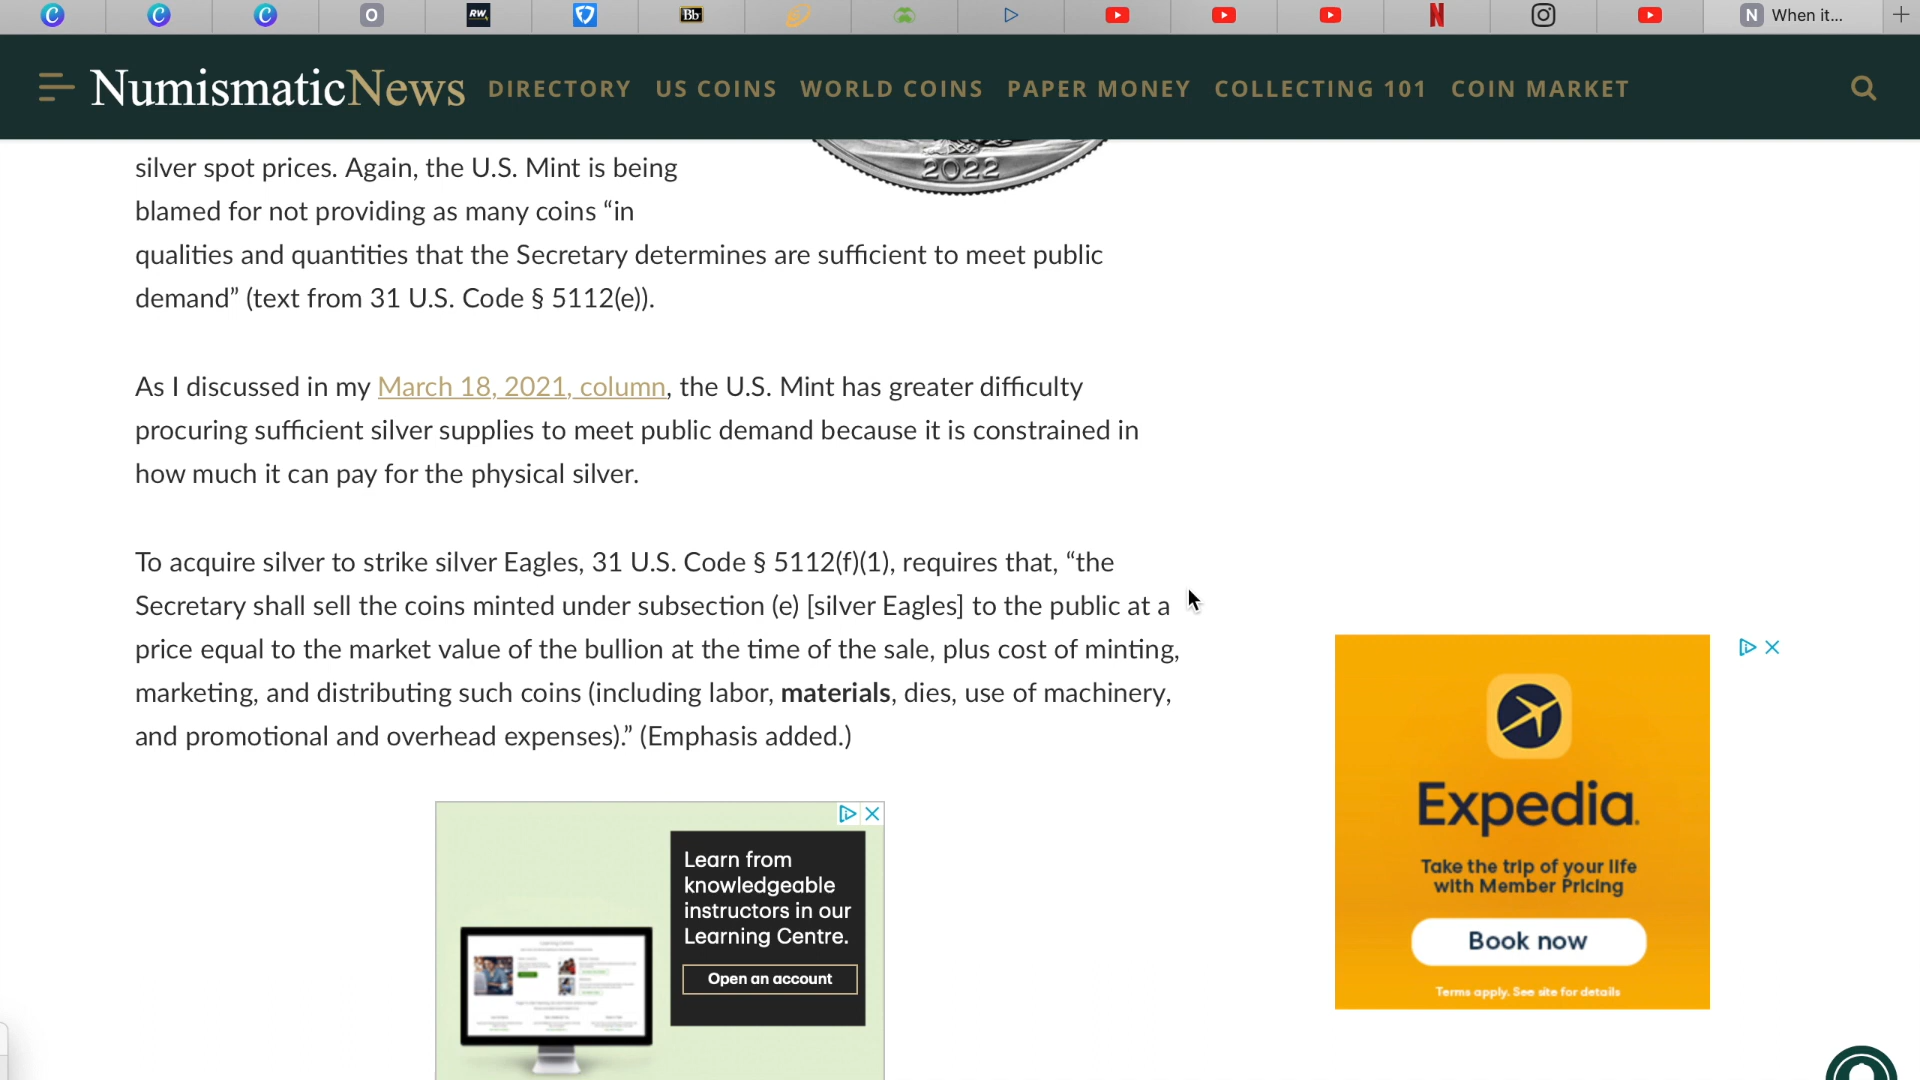 O
RW
Bb
N When it...
NumismaticNews DIRECTORY US COINS WORLD COINS PAPER MONEY COLLECTING 101 COIN MARKET
2022
silver spot prices. Again, the U.S. Mint is being
blamed for not providing as many coins “in
qualities and quantities that the Secretary determines are sufficient to meet public
demand” (text from 31 U.S. Code § 5112(e)).
As I discussed in my March 18, 2021, column, the U.S. Mint has greater difficulty
procuring sufficient silver supplies to meet public demand because it is constrained in
how much it can pay for the physical silver.
To acquire silver to strike silver Eagles, 31 U.S. Code § 5112(f)(1), requires that, “the
Secretary shall sell the coins minted under subsection (e) [silver Eagles] to the public at a
price equal to the market value of the bullion at the time of the sale, plus cost of minting,
marketing, and distributing such coins (including labor, materials, dies, use of machinery,
and promotional and overhead expenses).” (Emphasis added.)
Learn from
knowledgeable
instructors in our
Learning Centre.
Open an account
Expedia.
Take the trip of your life
with Member Pricing
Book now
Terms apply. See site for details